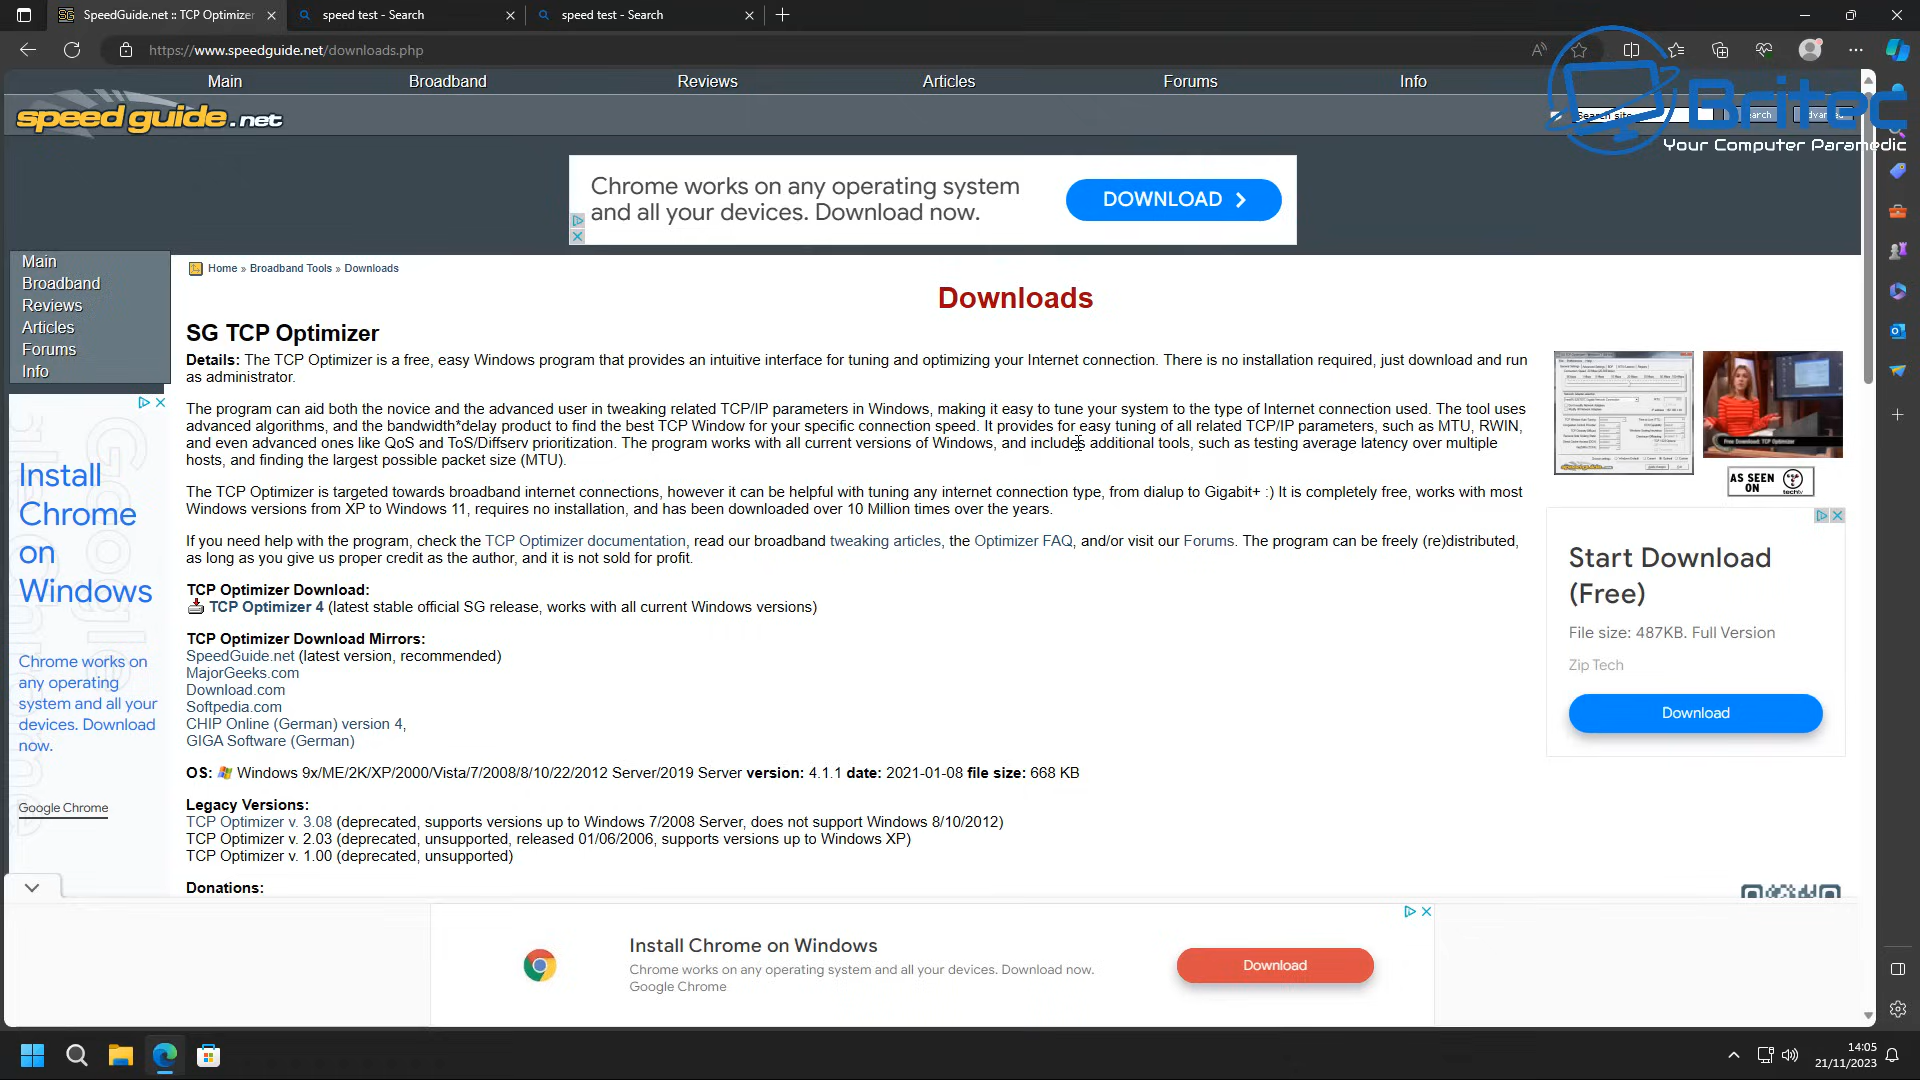 SpeedGuide.net :: TCP Optimizer
speed test - Search
speed test - Search
https://www.speedguide.net/downloads.php
Main
Broadband
Reviews
Articles
Forums
Info
speedguide.net
Search site
Search
Advanced
Britec
Your Computer Paramedic
Chrome works on any operating system
and all your devices. Download now.
DOWNLOAD
Main
Broadband
Reviews
Articles
Forums
Info
Home » Broadband Tools » Downloads
Downloads
SG TCP Optimizer
Details: The TCP Optimizer is a free, easy Windows program that provides an intuitive interface for tuning and optimizing your Internet connection. There is no installation required, just download and run
as administrator.
The program can aid both the novice and the advanced user in tweaking related TCP/IP parameters in Windows, making it easy to tune your system to the type of Internet connection used. The tool uses
advanced algorithms, and the bandwidth*delay product to find the best TCP Window for your specific connection speed. It provides for easy tuning of all related TCP/IP parameters, such as MTU, RWIN,
and even advanced ones like QoS and ToS/Diffserv prioritization. The program works with all current versions of Windows, and includes additional tools, such as testing average latency over multiple
hosts, and finding the largest possible packet size (MTU).
The TCP Optimizer is targeted towards broadband internet connections, however it can be helpful with tuning any internet connection type, from dialup to Gigabit+ :) It is completely free, works with most
Windows versions from XP to Windows 11, requires no installation, and has been downloaded over 10 Million times over the years.
If you need help with the program, check the TCP Optimizer documentation, read our broadband tweaking articles, the Optimizer FAQ, and/or visit our Forums. The program can be freely (re)distributed,
as long as you give us proper credit as the author, and it is not sold for profit.
TCP Optimizer Download:
TCP Optimizer 4 (latest stable official SG release, works with all current Windows versions)
TCP Optimizer Download Mirrors:
SpeedGuide.net (latest version, recommended)
MajorGeeks.com
Download.com
Softpedia.com
CHIP Online (German) version 4,
GIGA Software (German)
OS: Windows 9x/ME/2K/XP/2000/Vista/7/2008/8/10/22/2012 Server/2019 Server version: 4.1.1 date: 2021-01-08 file size: 668 KB
Legacy Versions:
TCP Optimizer v. 3.08 (deprecated, supports versions up to Windows 7/2008 Server, does not support Windows 8/10/2012)
TCP Optimizer v. 2.03 (deprecated, unsupported, released 01/06/2006, supports versions up to Windows XP)
TCP Optimizer v. 1.00 (deprecated, unsupported)
Donations:
Install
Chrome
on
Windows
Chrome works on
any operating
system and all your
devices. Download
now.
Google Chrome
Free Download: TCP Optimizer
AS SEEN
ON
techtv
Start Download
(Free)
File size: 487KB. Full Version
Zip Tech
Download
Install Chrome on Windows
Chrome works on any operating system and all your devices. Download now.
Google Chrome
Download
14:05
21/11/2023